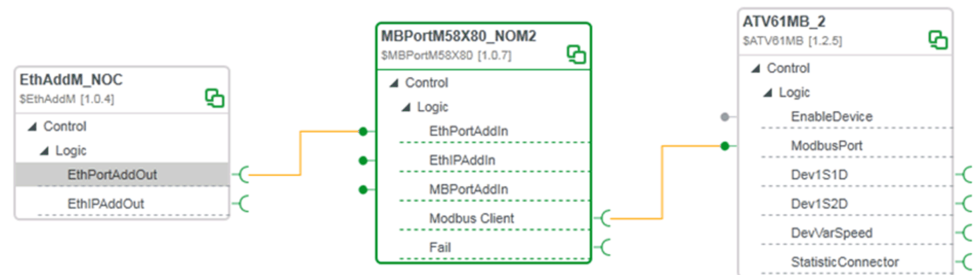 EthAddM_NOC
$EthAddM [1.0.4]
Control
Logic
EthPortAddOut
EthIPAddOut
MBPortM58X80_NOM2
$MBPortM58X80 [1.0.7]
Control
Logic
EthPortAddIn
EthIPAddIn
MBPortAddIn
Modbus Client
Fail
ATV61MB_2
$ATV61MB [1.2.5]
Control
Logic
EnableDevice
ModbusPort
Dev1S1D
Dev1S2D
DevVarSpeed
StatisticConnector